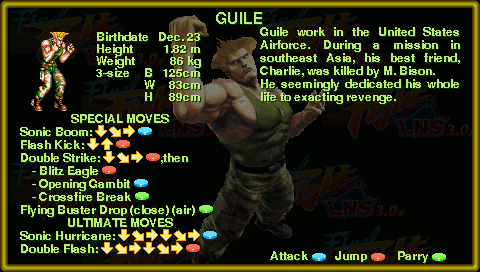 GUILE
Birthdate Dec. 23
Height 1.82 m
Weight 86 kg
3-size B 125cm
W 83cm
H 89cm
Guile work in the United States
Airforce. During a mission in
southeast Asia, his best friend,
Charlie, was killed by M. Bison.
He seemingly dedicated his whole
life to exacting revenge.
SPECIAL MOVES
Sonic Boom:
Flash Kick:
Double Strike: ,then
- Blitz Eagle
- Opening Gambit
- Crossfire Break
Flying Buster Drop (close) (air)
ULTIMATE MOVES
Sonic Hurricane:
Double Flash:
Attack Jump Parry
LNS 3.0